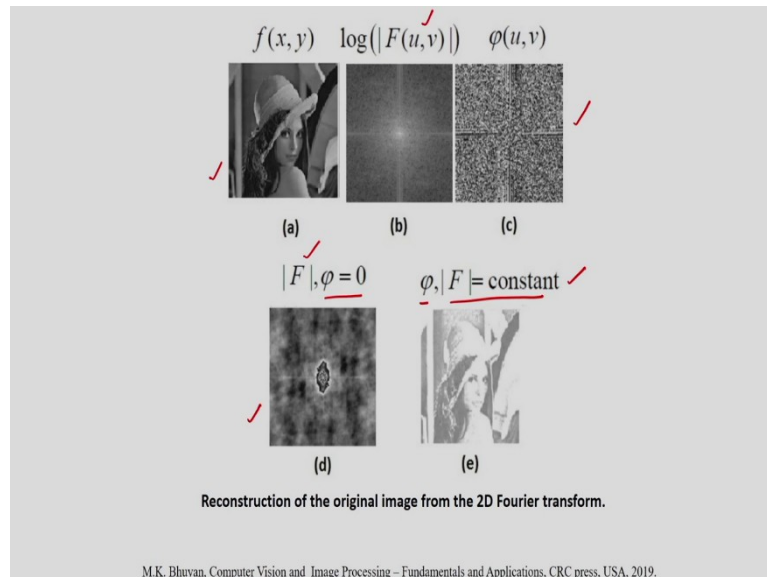 f(x, y) log(|F(u,v)|) φ(u,v)
(a) (b) (c)
|F|,φ = 0 φ,|F|= constant
(d) (e)
Reconstruction of the original image from the 2D Fourier transform.
M.K. Bhuyan, Computer Vision and Image Processing – Fundamentals and Applications, CRC press, USA, 2019.